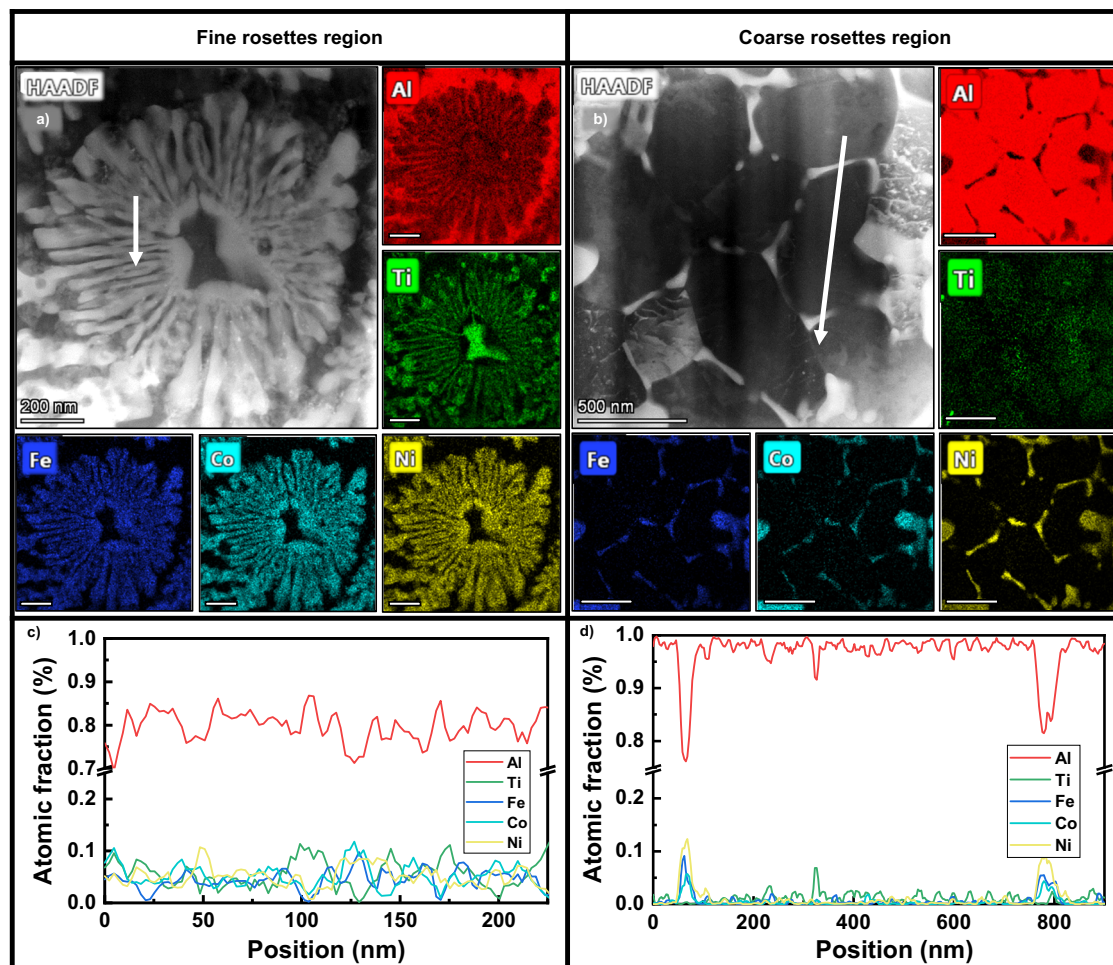 Fine rosettes region
Coarse rosettes region
HAADF
a)
200 nm
Al
Ti
Fe
Co
Ni
HAADF
b)
500 nm
Al
Ti
Fe
Co
Ni
c)
Atomic fraction (%)
1.0
0.9
0.8
0.7
0.2
0.1
0.0
Al
Ti
Fe
Co
Ni
0
50
100
150
200
Position (nm)
d)
Atomic fraction (%)
1.0
0.9
0.8
0.2
0.1
0.0
Al
Ti
Fe
Co
Ni
0
200
400
600
800
Position (nm)